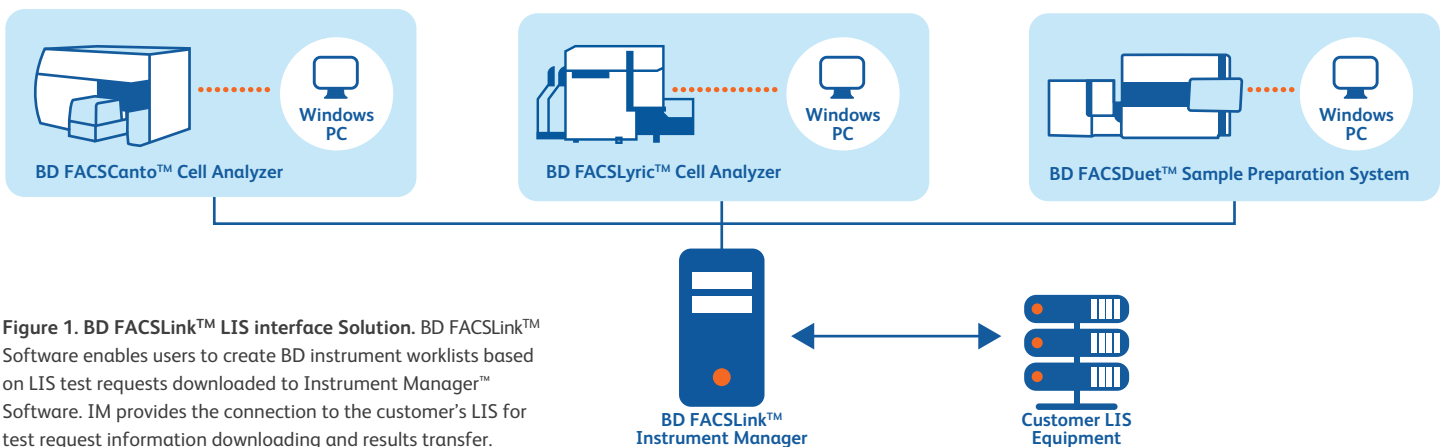 Windows
PC
BD FACSCanto™ Cell Analyzer
Windows
PC
BD FACSLyric™ Cell Analyzer
Windows
PC
BD FACSDuet™ Sample Preparation System
Figure 1. BD FACSLink™ LIS interface Solution. BD FACSLink™
Software enables users to create BD instrument worklists based
on LIS test requests downloaded to Instrument Manager™
Software. IM provides the connection to the customer's LIS for
test request information downloading and results transfer.
BD FACSLink™
Instrument Manager
Customer LIS
Equipment